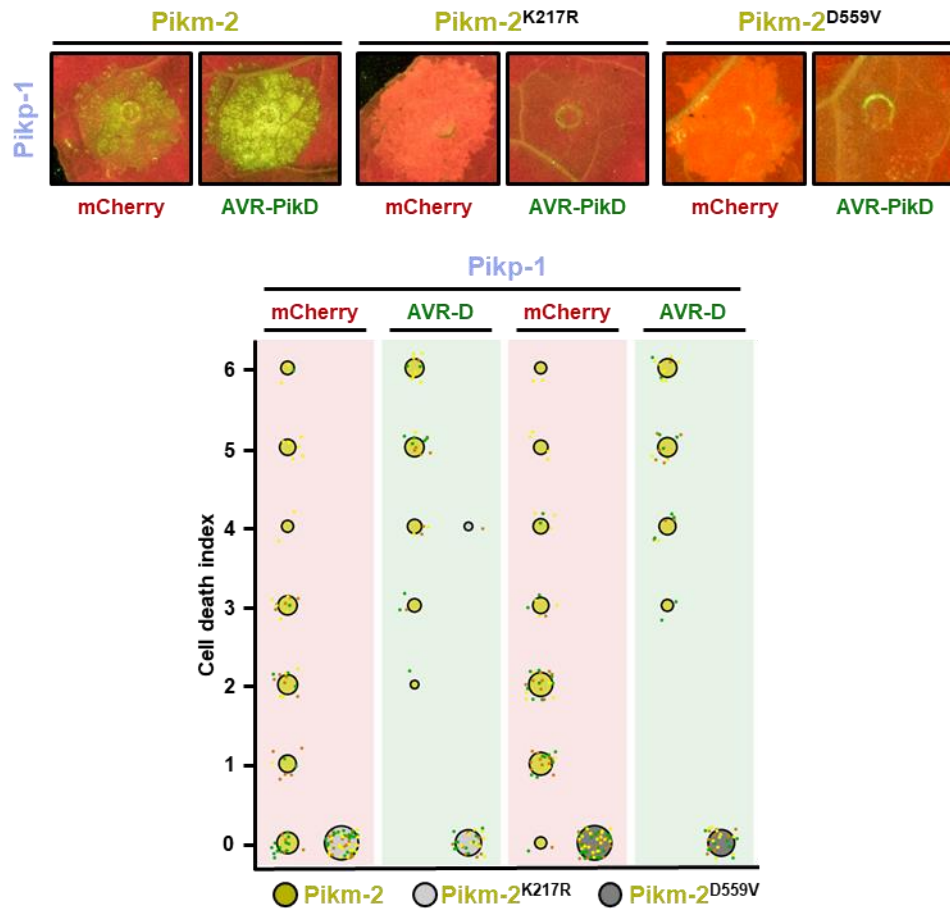 Pikm-2 Pikm-2K217R Pikm-2D559V
Pikp-1
mCherry AVR-PikD mCherry AVR-PikD mCherry AVR-PikD
Pikp-1
mCherry AVR-D mCherry AVR-D
Cell death index
6
5
4
3
2
1
0
Pikm-2 Pikm-2K217R Pikm-2D559V